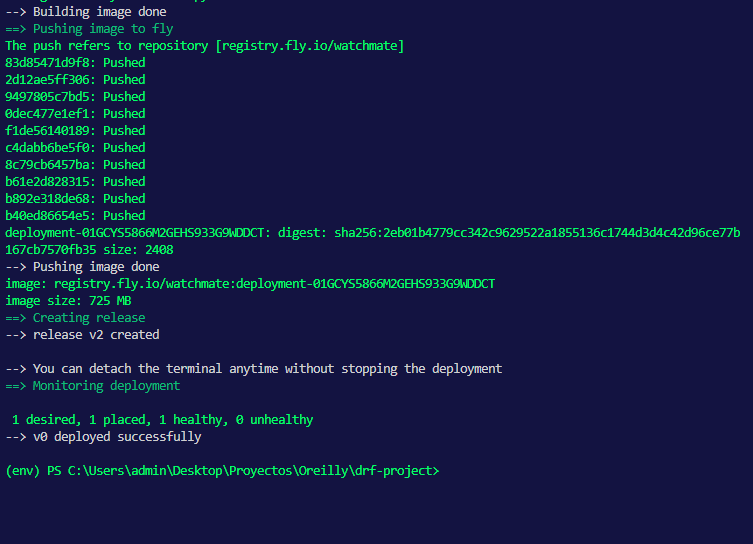 --> Building image done
==> Pushing image to fly
The push refers to repository [registry.fly.io/watchmate]
83d85471d9f8: Pushed
2d12ae5ff306: Pushed
9497805c7bd5: Pushed
0dec477e1ef1: Pushed
f1de56140189: Pushed
c4dabb6be5f0: Pushed
8c79cb6457ba: Pushed
b61e2d828315: Pushed
b892e318de68: Pushed
b40ed86654e5: Pushed
deployment-01GCYS5866M2GEHS933G9WDDCT: digest: sha256:2eb01b4779cc342c9629522a1855136c1744d3d4c42d96ce77b
167cb7570fb35 size: 2408
--> Pushing image done
image: registry.fly.io/watchmate:deployment-01GCYS5866M2GEHS933G9WDDCT
image size: 725 MB
==> Creating release
--> release v2 created
--> You can detach the terminal anytime without stopping the deployment
==> Monitoring deployment
1 desired, 1 placed, 1 healthy, 0 unhealthy
--> v0 deployed successfully
(env) PS C:\Users\admin\Desktop\Proyectos\Oreilly\drf-project>